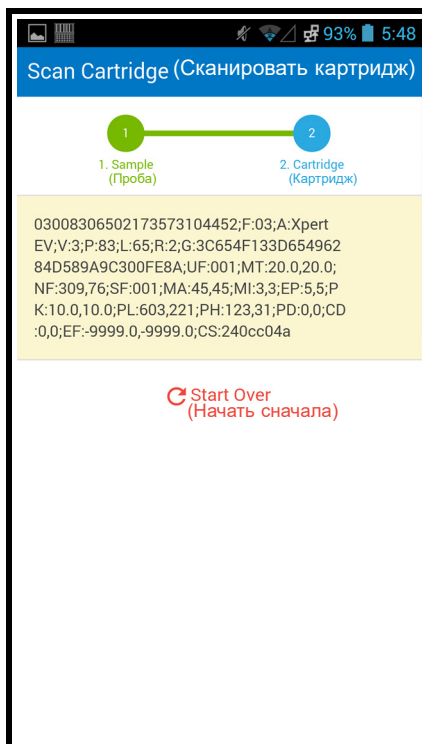 93% 5:48
Scan Cartridge (Сканировать картридж)
1 2
1. Sample 2. Cartridge
(Проба) (Картридж)
03008306502173573104452;F:03;A:Xpert
EV;V:3;P:83;L:65;R:2;G:3C654F133D654962
84D589A9C300FE8A;UF:001;MT:20.0,20.0;
NF:309,76;SF:001;MA:45,45;MI:3,3;EP:5,5;P
K:10.0,10.0;PL:603,221;PH:123,31;PD:0,0;CD
:0,0;EF:-9999.0,-9999.0;CS:240cc04a
Start Over
(Начать сначала)